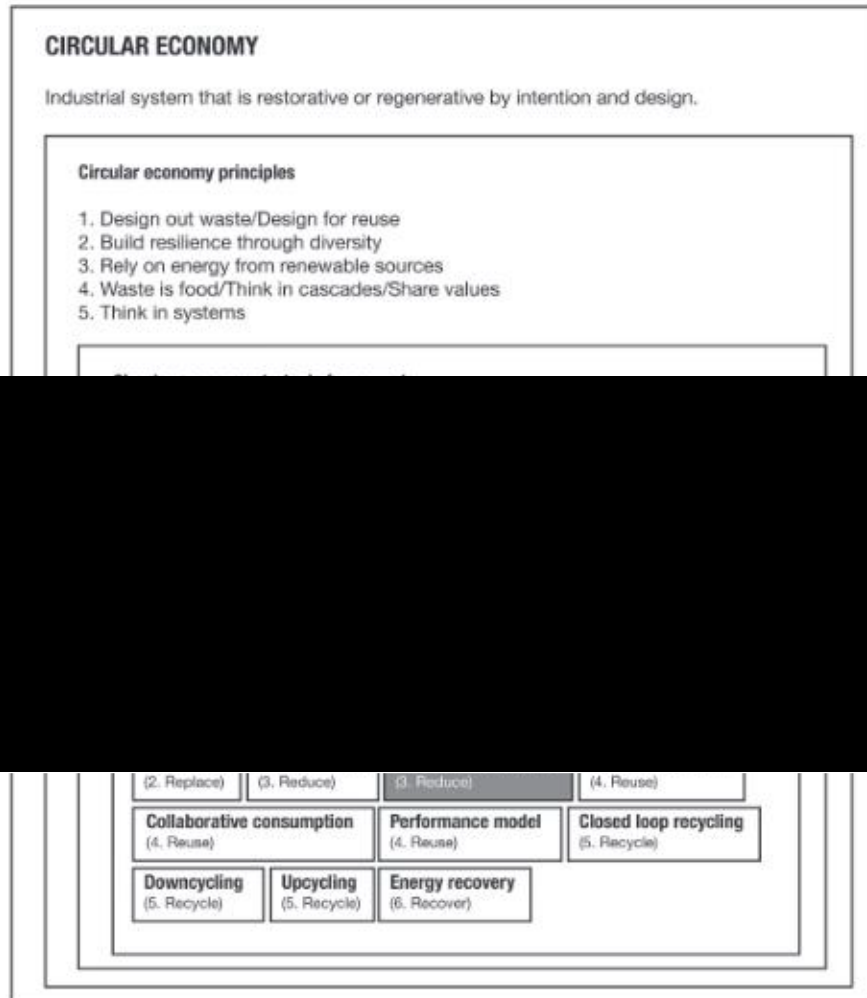 CIRCULAR ECONOMY
Industrial system that is restorative or regenerative by intention and design.
Circular economy principles
1. Design out waste/Design for reuse
2. Build resilience through diversity
3. Rely on energy from renewable sources
4. Waste is food/Think in cascades/Share values
5. Think in systems
(2. Replace) (3. Reduce) (3. Reduce) (4. Reuse)
Collaborative consumption Performance model Closed loop recycling
(4. Reuse) (4. Reuse) (5. Recycle)
Downcycling Upcycling Energy recovery
(5. Recycle) (5. Recycle) (6. Recover)